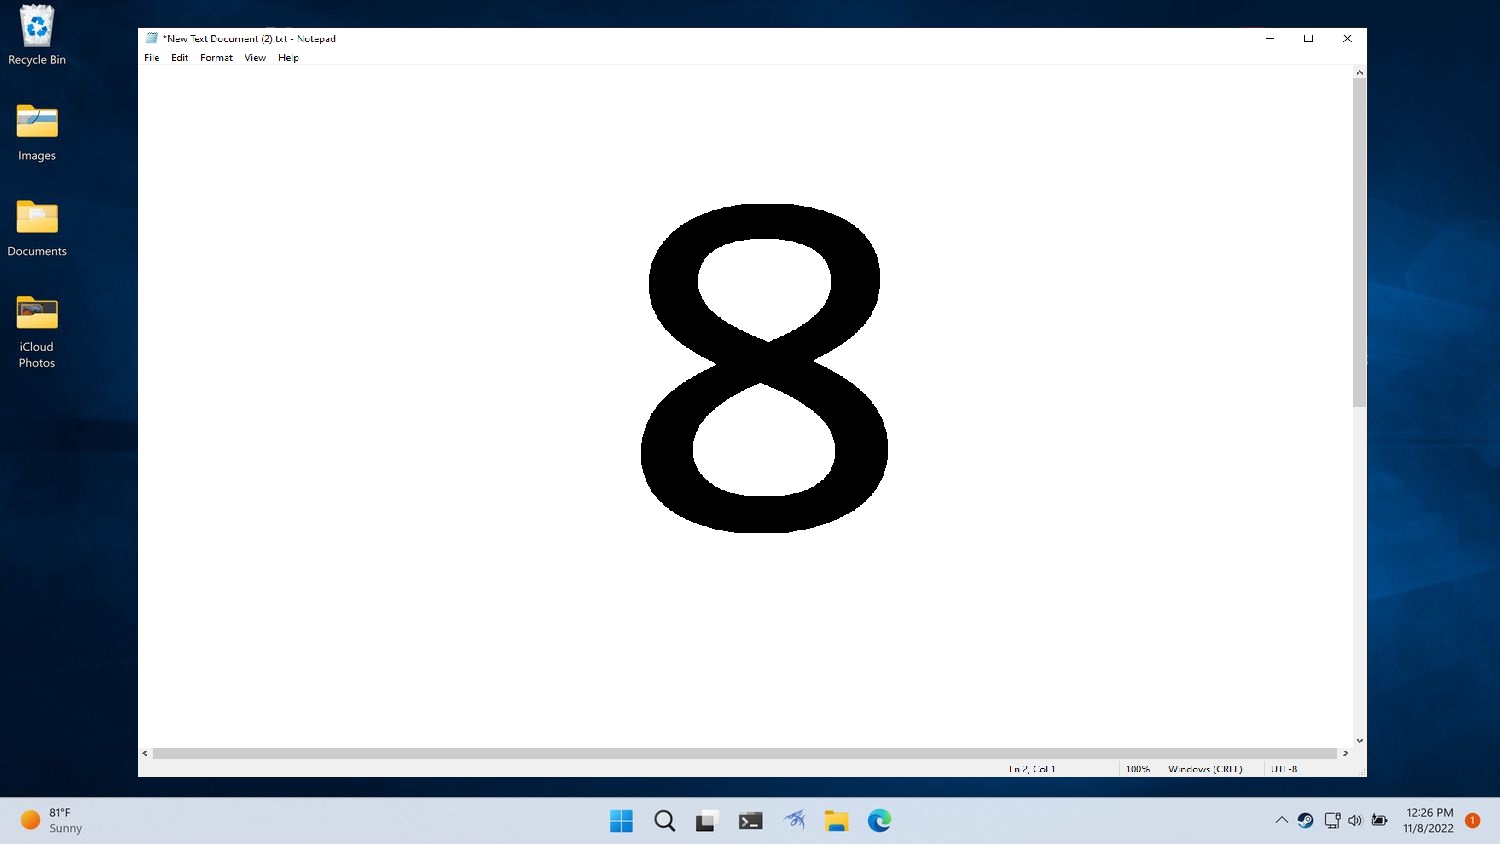 Recycle Bin
Images
Documents
iCloud
Photos
*New Text Document (2).txt - Notepad
File Edit Format View Help
8
Ln 2, Col 1 100% Windows (CRLF) UTF-8
81°F
Sunny
12:26 PM
11/8/2022
1